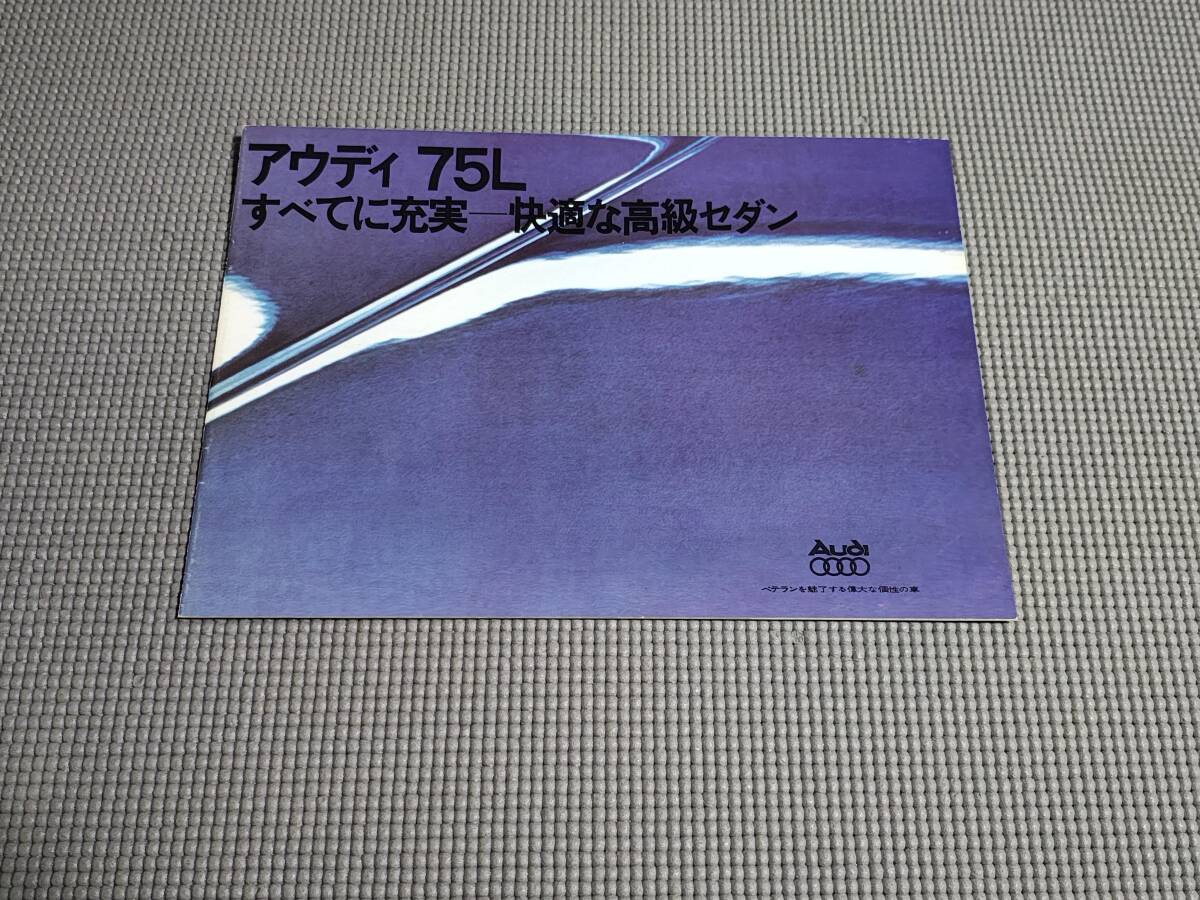 アウディ 75L
すべてに充実―快適な高級セダン
Audi
ベテランを魅了する偉大な個性の車